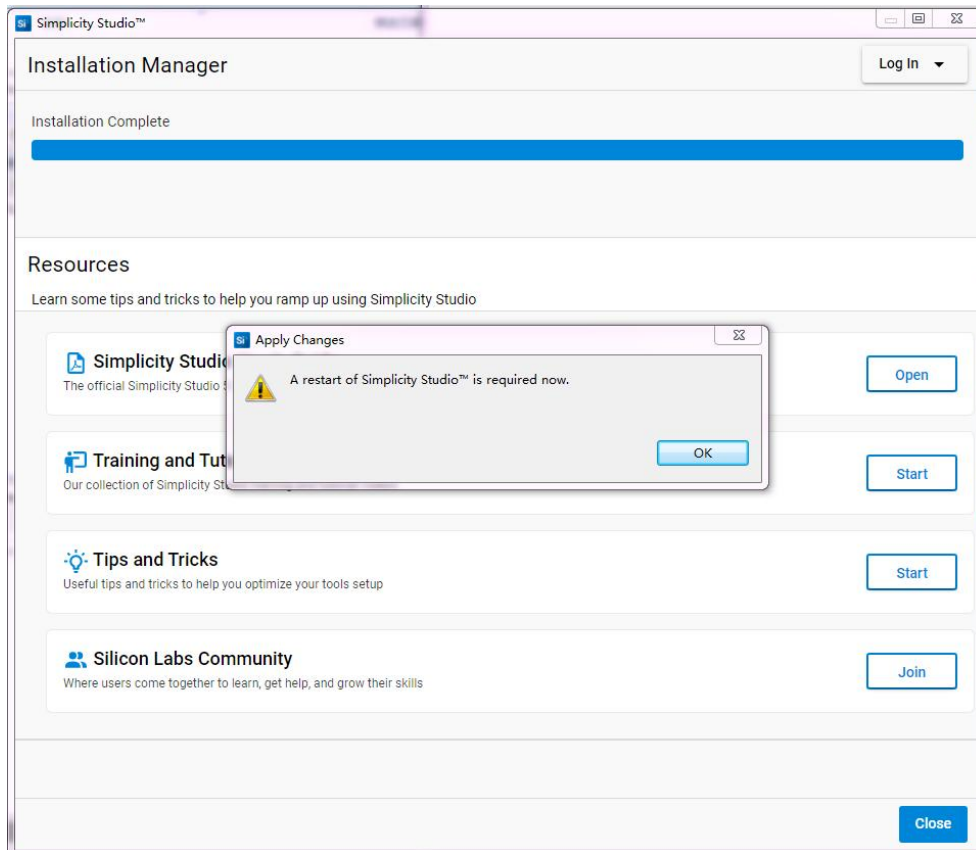 Si Simplicity Studio™
Installation Manager
Log In
Installation Complete
Resources
Learn some tips and tricks to help you ramp up using Simplicity Studio
Si Apply Changes
A restart of Simplicity Studio™ is required now.
OK
Simplicity Studio
The official Simplicity Studio
Open
Training and Tut
Our collection of Simplicity
Start
Tips and Tricks
Useful tips and tricks to help you optimize your tools setup
Start
Silicon Labs Community
Where users come together to learn, get help, and grow their skills
Join
Close